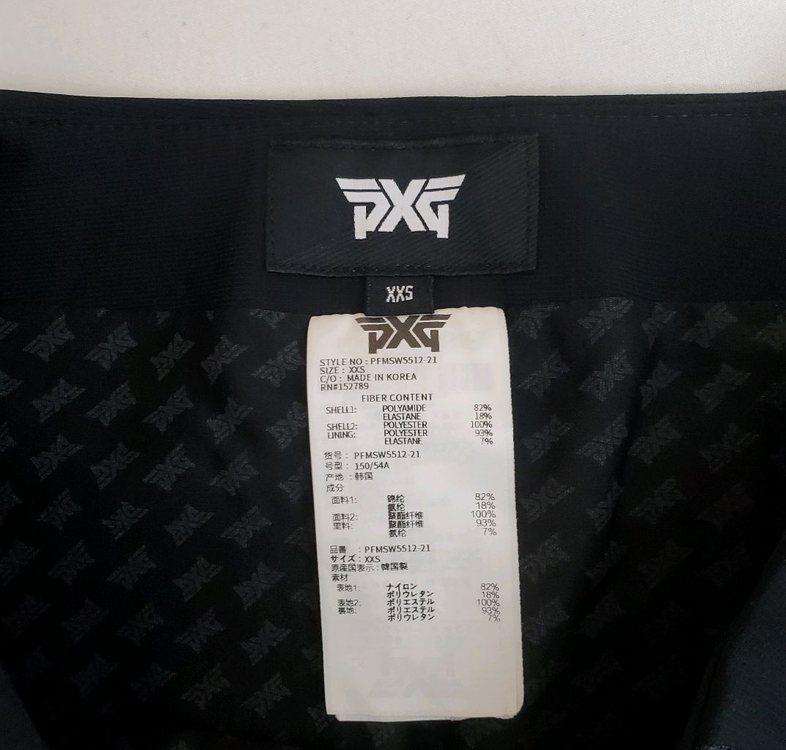 PXG
XXS
PXG
STYLE NO : PFMSW5512-21
SIZE : XXS
C/O : MADE IN KOREA
RN#152789
FIBER CONTENT
SHELL1: POLYAMIDE 82%
ELASTANE 18%
SHELL2: POLYESTER 100%
LINING: POLYESTER 93%
ELASTANE 7%
货号 : PFMSW5512-21
号型 : 150/54A
产地 : 韩国
成分
面料1: 锦纶 82%
氨纶 18%
面料2: 聚酯纤维 100%
里料: 聚酯纤维 93%
氨纶 7%
品番 : PFMSW5512-21
サイズ : XXS
原産国表示 : 韓国製
素材
表地1: ナイロン 82%
ポリウレタン 18%
表地2: ポリエステル 100%
裏地: ポリエステル 93%
ポリウレタン 7%